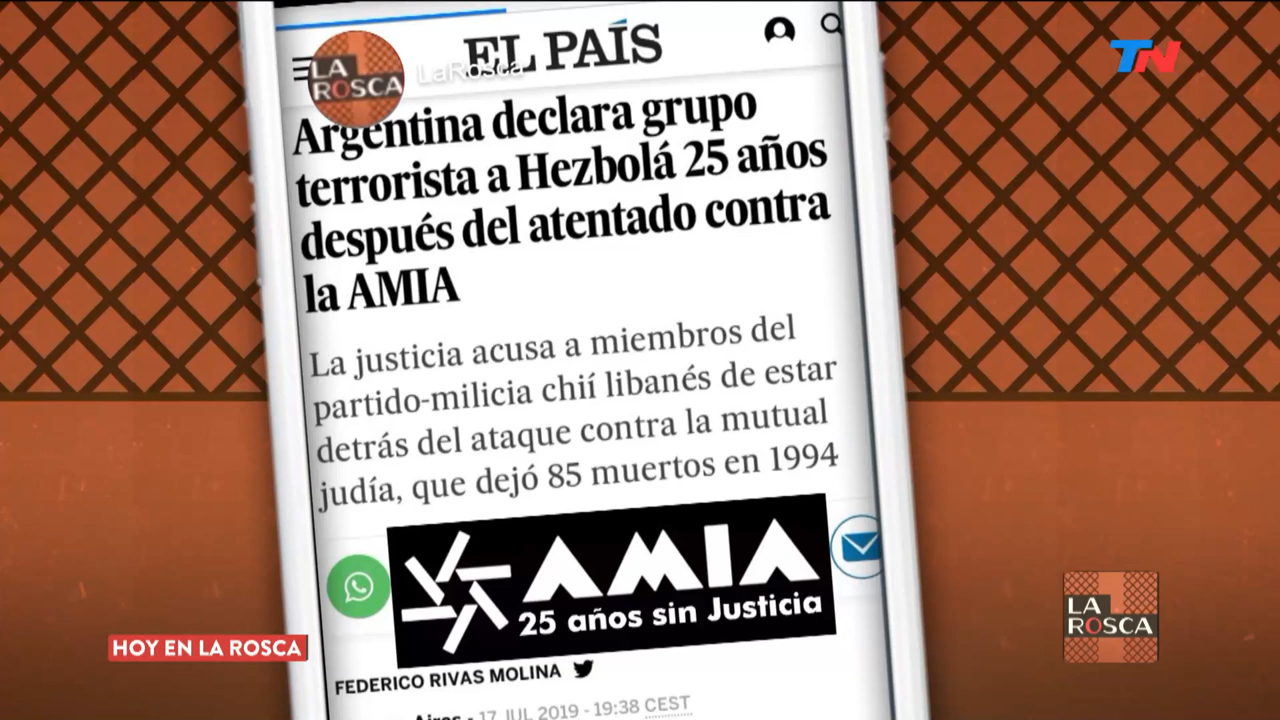 EL PAÍS
TN
LA
ROSCA
LaRosca
Argentina declara grupo
terrorista a Hezbolá 25 años
después del atentado contra
la AMIA
La justicia acusa a miembros del
partido-milicia chií libanés de estar
detrás del ataque contra la mutual
judía, que dejó 85 muertos en 1994
AMIA
25 años sin Justicia
FEDERICO RIVAS MOLINA
Aires - 17 JUL 2019 - 19:38 CEST
HOY EN LA ROSCA
LA
ROSCA